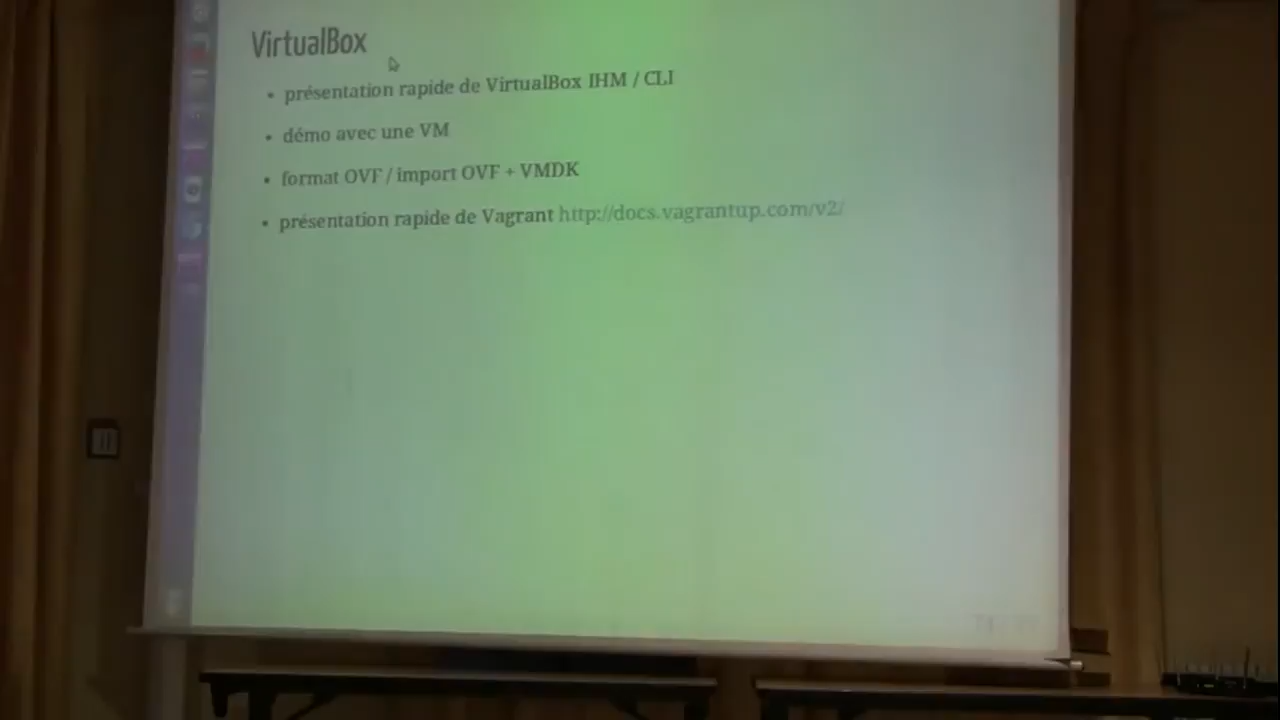 VirtualBox
• présentation rapide de VirtualBox IHM / CLI
• démo avec une VM
• format OVF / import OVF + VMDK
• présentation rapide de Vagrant http://docs.vagrantup.com/v2/